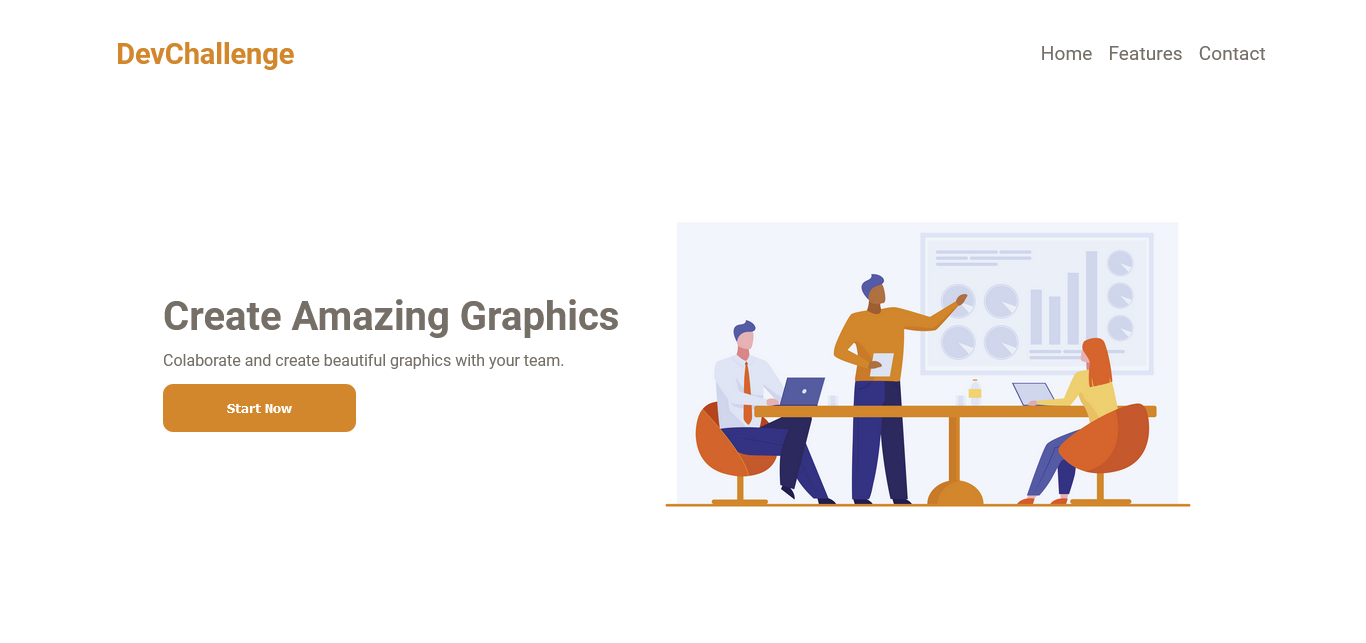 DevChallenge
Home Features Contact
Create Amazing Graphics
Colaborate and create beautiful graphics with your team.
Start Now